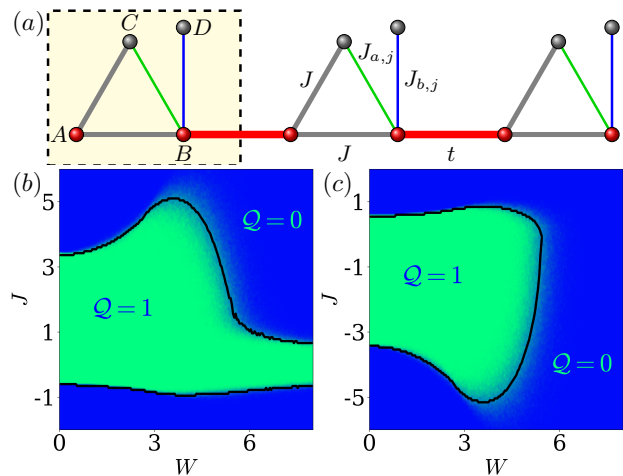 (a)
C
D
A
B
J
J_{a,j}
J_{b,j}
J
t
(b)
5
3
1
-1
J
0
3
6
W
Q = 1
Q = 0
(c)
1
-1
-3
-5
J
0
3
6
W
Q = 1
Q = 0